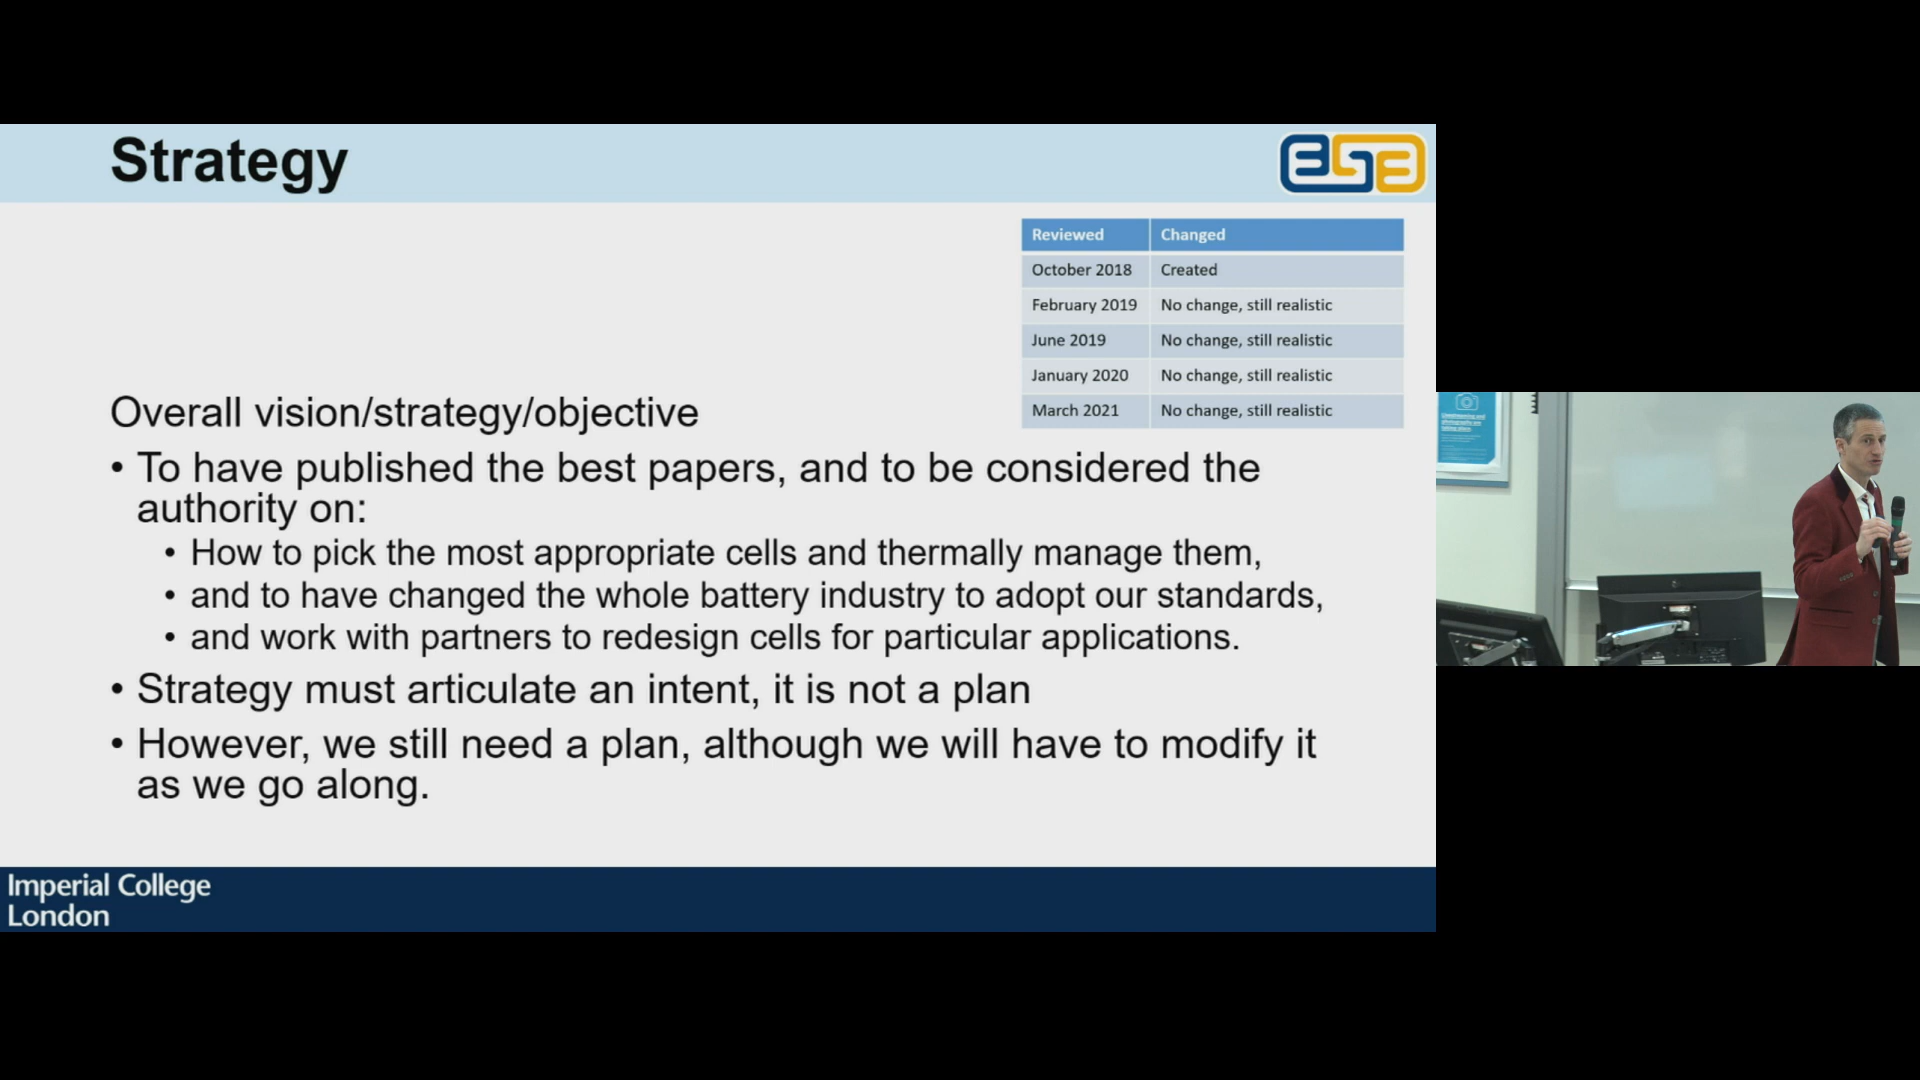 Strategy
Reviewed Changed
October 2018 Created
February 2019 No change, still realistic
June 2019 No change, still realistic
January 2020 No change, still realistic
March 2021 No change, still realistic
Overall vision/strategy/objective
• To have published the best papers, and to be considered the
authority on:
• How to pick the most appropriate cells and thermally manage them,
• and to have changed the whole battery industry to adopt our standards,
• and work with partners to redesign cells for particular applications.
• Strategy must articulate an intent, it is not a plan
• However, we still need a plan, although we will have to modify it
as we go along.
Imperial College
London